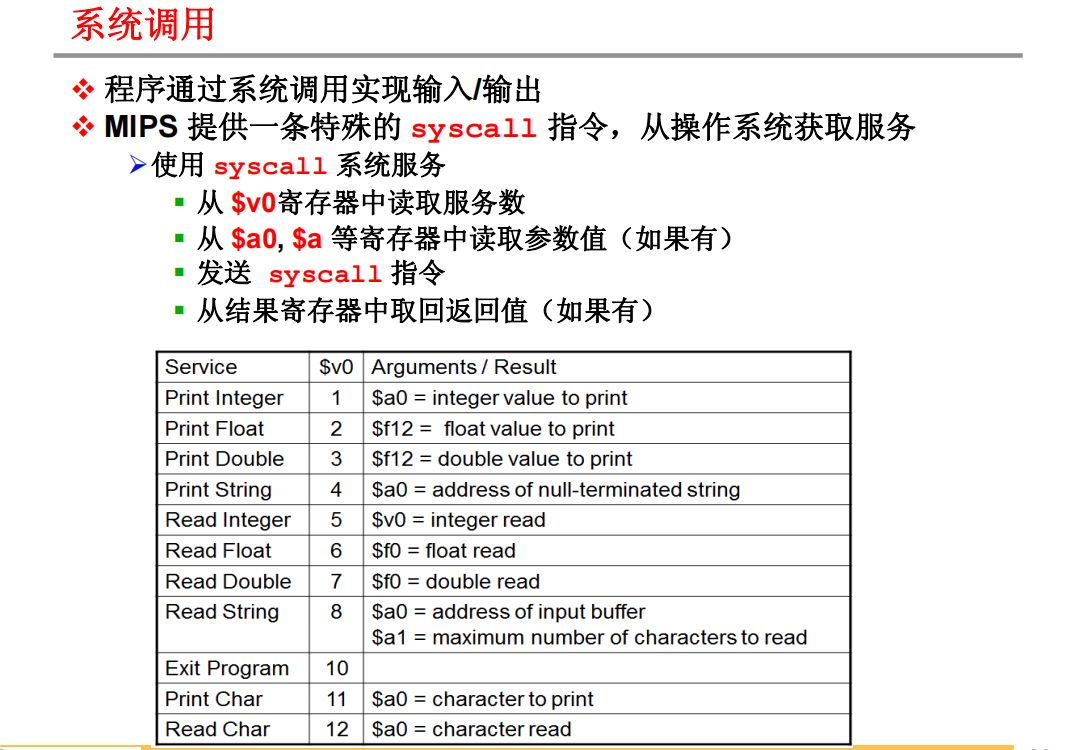 系统调用
程序通过系统调用实现输入/输出
MIPS 提供一条特殊的 syscall 指令，从操作系统获取服务
使用 syscall 系统服务
从 $v0寄存器中读取服务数
从 $a0, $a 等寄存器中读取参数值（如果有）
发送 syscall 指令
从结果寄存器中取回返回值（如果有）
Service $v0 Arguments / Result
Print Integer 1 $a0 = integer value to print
Print Float 2 $f12 = float value to print
Print Double 3 $f12 = double value to print
Print String 4 $a0 = address of null-terminated string
Read Integer 5 $v0 = integer read
Read Float 6 $f0 = float read
Read Double 7 $f0 = double read
Read String 8 $a0 = address of input buffer
$a1 = maximum number of characters to read
Exit Program 10
Print Char 11 $a0 = character to print
Read Char 12 $a0 = character read